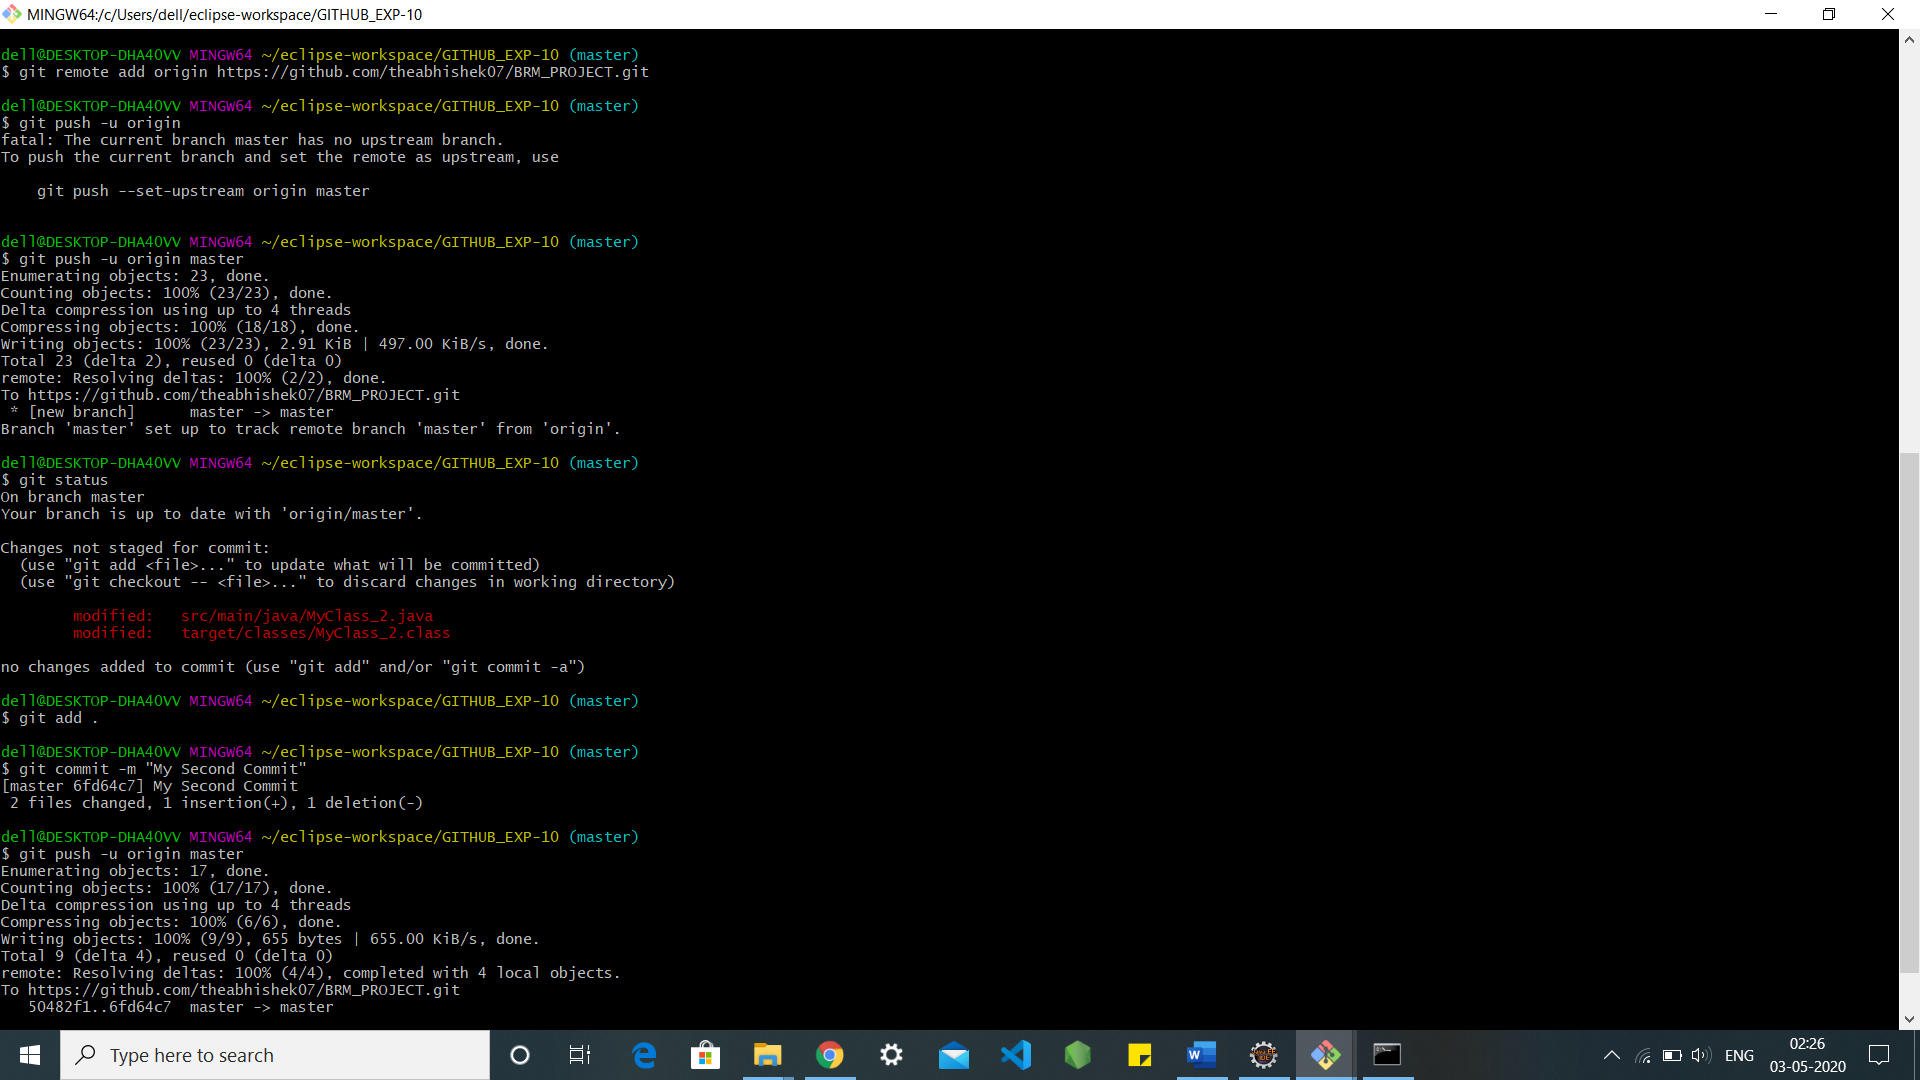 MINGW64:/c/Users/dell/eclipse-workspace/GITHUB_EXP-10
dell@DESKTOP-DHA40VV MINGW64 ~/eclipse-workspace/GITHUB_EXP-10 (master)
$ git remote add origin https://github.com/theabhishek07/BRM_PROJECT.git
dell@DESKTOP-DHA40VV MINGW64 ~/eclipse-workspace/GITHUB_EXP-10 (master)
$ git push -u origin
fatal: The current branch master has no upstream branch.
To push the current branch and set the remote as upstream, use
    git push --set-upstream origin master
dell@DESKTOP-DHA40VV MINGW64 ~/eclipse-workspace/GITHUB_EXP-10 (master)
$ git push -u origin master
Enumerating objects: 23, done.
Counting objects: 100% (23/23), done.
Delta compression using up to 4 threads
Compressing objects: 100% (18/18), done.
Writing objects: 100% (23/23), 2.91 KiB | 497.00 KiB/s, done.
Total 23 (delta 2), reused 0 (delta 0)
remote: Resolving deltas: 100% (2/2), done.
To https://github.com/theabhishek07/BRM_PROJECT.git
 * [new branch]      master -> master
Branch 'master' set up to track remote branch 'master' from 'origin'.
dell@DESKTOP-DHA40VV MINGW64 ~/eclipse-workspace/GITHUB_EXP-10 (master)
$ git status
On branch master
Your branch is up to date with 'origin/master'.
Changes not staged for commit:
  (use "git add <file>..." to update what will be committed)
  (use "git checkout -- <file>..." to discard changes in working directory)
        modified:   src/main/java/MyClass_2.java
        modified:   target/classes/MyClass_2.class
no changes added to commit (use "git add" and/or "git commit -a")
dell@DESKTOP-DHA40VV MINGW64 ~/eclipse-workspace/GITHUB_EXP-10 (master)
$ git add .
dell@DESKTOP-DHA40VV MINGW64 ~/eclipse-workspace/GITHUB_EXP-10 (master)
$ git commit -m "My Second Commit"
[master 6fd64c7] My Second Commit
 2 files changed, 1 insertion(+), 1 deletion(-)
dell@DESKTOP-DHA40VV MINGW64 ~/eclipse-workspace/GITHUB_EXP-10 (master)
$ git push -u origin master
Enumerating objects: 17, done.
Counting objects: 100% (17/17), done.
Delta compression using up to 4 threads
Compressing objects: 100% (6/6), done.
Writing objects: 100% (9/9), 655 bytes | 655.00 KiB/s, done.
Total 9 (delta 4), reused 0 (delta 0)
remote: Resolving deltas: 100% (4/4), completed with 4 local objects.
To https://github.com/theabhishek07/BRM_PROJECT.git
   50482f1..6fd64c7  master -> master
Type here to search
ENG
02:26
03-05-2020